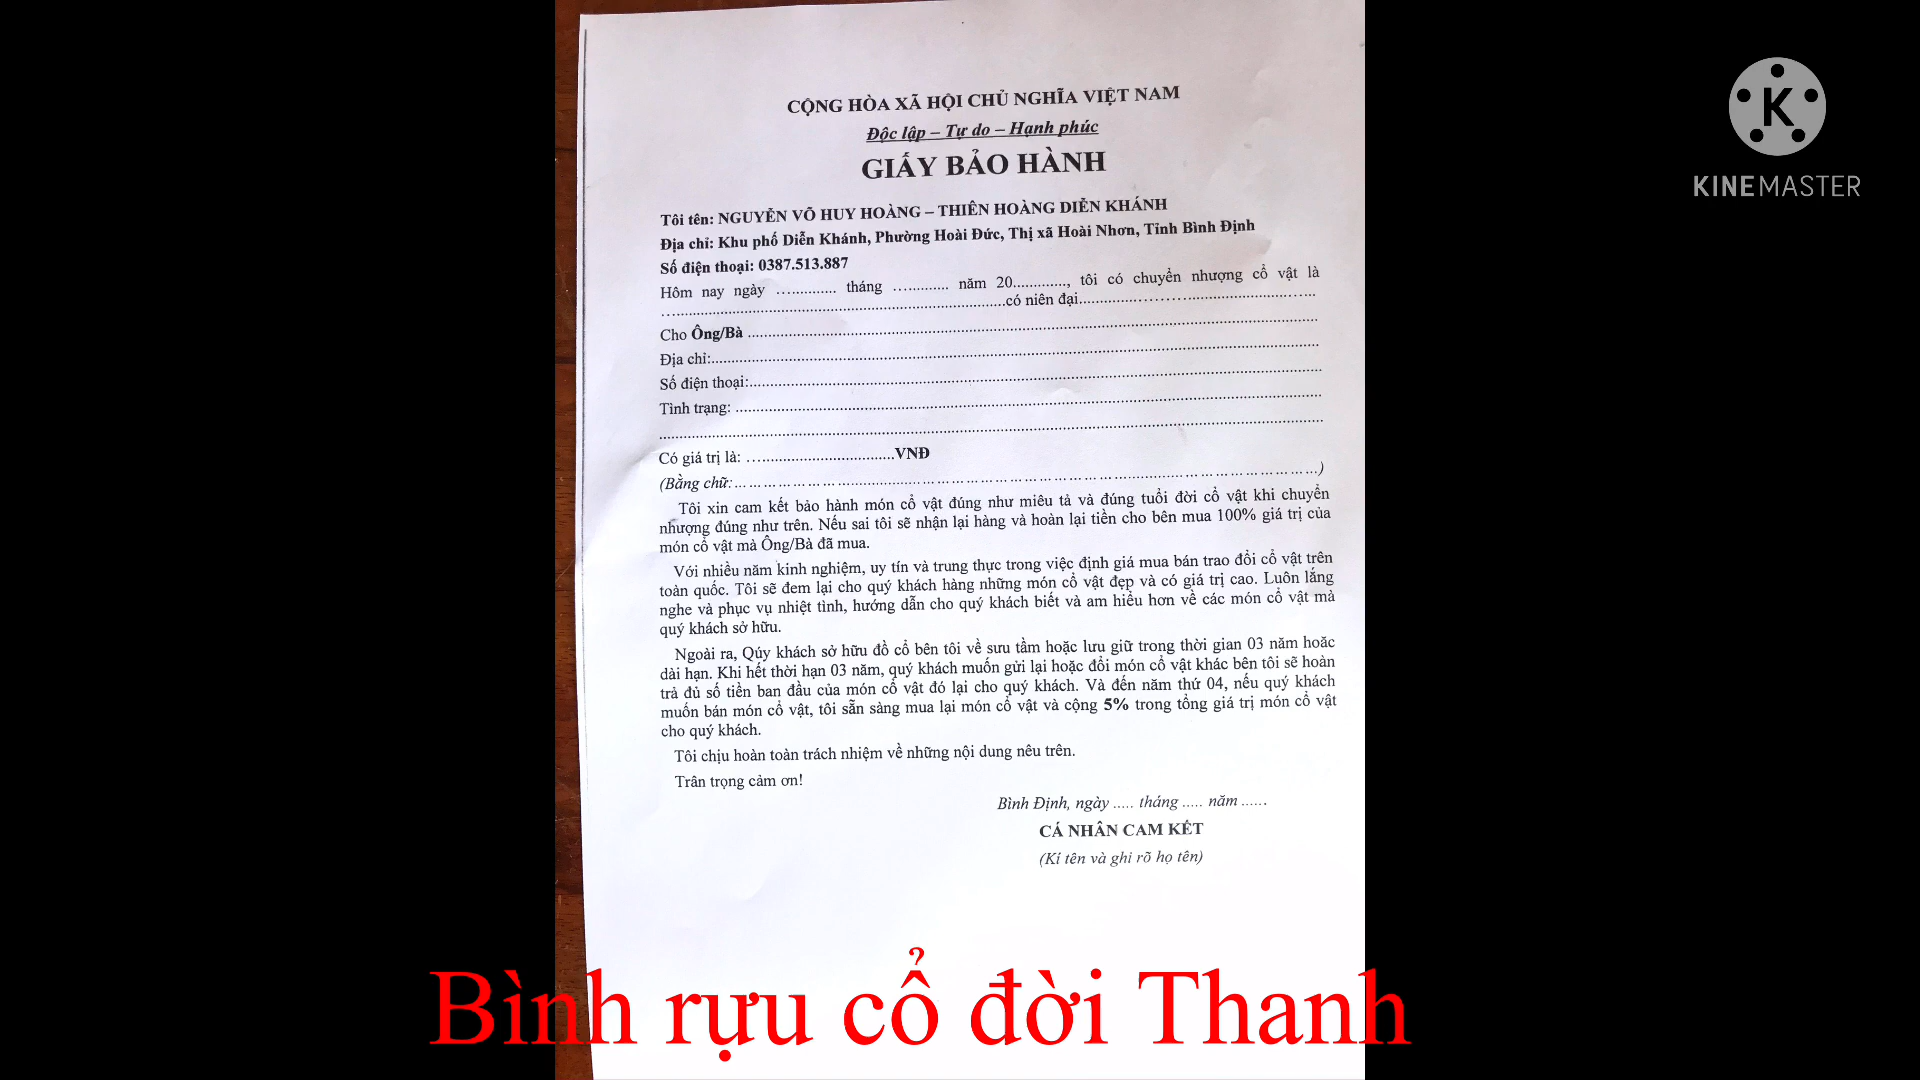 CỘNG HÒA XÃ HỘI CHỦ NGHĨA VIỆT NAM
Độc lập – Tự do – Hạnh phúc
GIẤY BẢO HÀNH
Tôi tên: NGUYỄN VÕ HUY HOÀNG – THIÊN HOÀNG DIỄN KHÁNH
Địa chỉ: Khu phố Diễn Khánh, Phường Hoài Đức, Thị xã Hoài Nhơn, Tỉnh Bình Định
Số điện thoại: 0387.513.887
Hôm nay ngày .............. tháng .............. năm 20............., tôi có chuyển nhượng cổ vật là
....................................................................................có niên đại..........................................................
Cho Ông/Bà ..............................................................................................................................
Địa chỉ:..............................................................................................................................
Số điện thoại:..............................................................................................................................
Tình trạng: ..............................................................................................................................
..............................................................................................................................
Có giá trị là: ....................................VNĐ
(Bằng chữ: ..............................................................................................................................)
Tôi xin cam kết bảo hành món cổ vật đúng như miêu tả và đúng tuổi đời cổ vật khi chuyển
nhượng đúng như trên. Nếu sai tôi sẽ nhận lại hàng và hoàn lại tiền cho bên mua 100% giá trị của
món cổ vật mà Ông/Bà đã mua.
Với nhiều năm kinh nghiệm, uy tín và trung thực trong việc định giá mua bán trao đổi cổ vật trên
toàn quốc. Tôi sẽ đem lại cho quý khách hàng những món cổ vật đẹp và có giá trị cao. Luôn lắng
nghe và phục vụ nhiệt tình, hướng dẫn cho quý khách biết và am hiểu hơn về các món cổ vật mà
quý khách sở hữu.
Ngoài ra, Qúy khách sở hữu đồ cổ bên tôi về sưu tầm hoặc lưu giữ trong thời gian 03 năm hoăc
dài hạn. Khi hết thời hạn 03 năm, quý khách muốn gửi lại hoặc đổi món cổ vật khác bên tôi sẽ hoàn
trả đủ số tiền ban đầu của món cổ vật đó lại cho quý khách. Và đến năm thứ 04, nếu quý khách
muốn bán món cổ vật, tôi sẵn sàng mua lại món cổ vật và cộng 5% trong tổng giá trị món cổ vật
cho quý khách.
Tôi chịu hoàn toàn trách nhiệm về những nội dung nêu trên.
Trân trọng cảm ơn!
Bình Định, ngày ..... tháng ..... năm ......
CÁ NHÂN CAM KẾT
(Kí tên và ghi rõ họ tên)
Bình rựu cổ đời Thanh
K
KINEMASTER